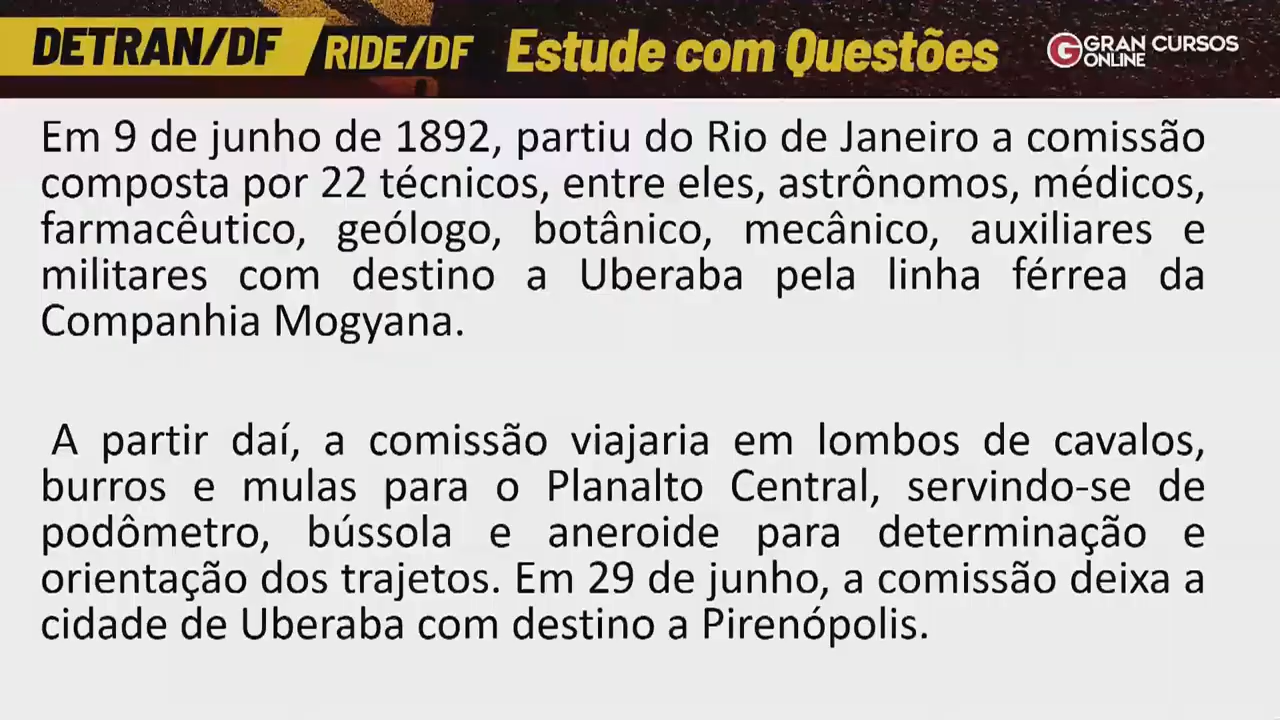 DETRAN/DF RIDE/DF Estude com Questões GRAN CURSOS
ONLINE
Em 9 de junho de 1892, partiu do Rio de Janeiro a comissão
composta por 22 técnicos, entre eles, astrônomos, médicos,
farmacêutico, geólogo, botânico, mecânico, auxiliares e
militares com destino a Uberaba pela linha férrea da
Companhia Mogyana.
A partir daí, a comissão viajaria em lombos de cavalos,
burros e mulas para o Planalto Central, servindo-se de
podômetro, bússola e aneroide para determinação e
orientação dos trajetos. Em 29 de junho, a comissão deixa a
cidade de Uberaba com destino a Pirenópolis.